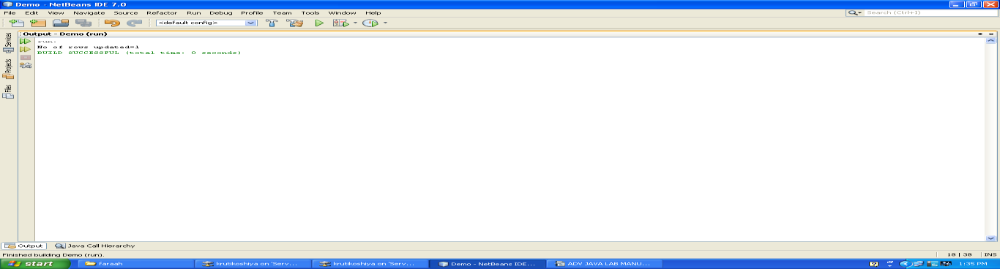 Demo - NetBeans IDE 7.0
File Edit View Navigate Source Refactor Run Debug Profile Team Tools Window Help
Search (Ctrl+I)
<default config>
Output - Demo (run)
run:
No of rows updated=1
BUILD SUCCESSFUL (total time: 0 seconds)
Services
Projects
Files
Output Java Call Hierarchy
Finished building Demo (run).
18 | 38 INS
start faraah krutikoshiya on 'Serv... krutikoshiya on 'Serv... Demo - NetBeans IDE... ADV JAVA LAB MANU... 1:35 PM